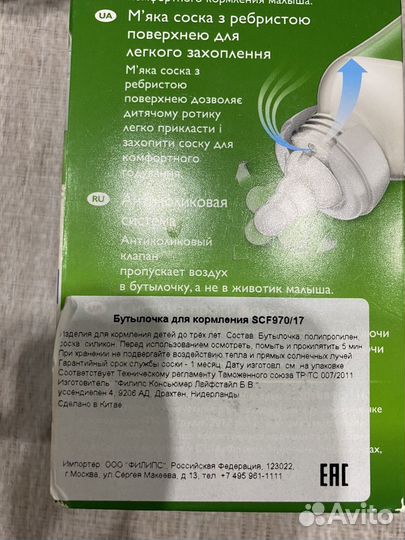 комфортного кормления малыша.
UA
М'яка соска з ребристою
поверхнею для
легкого захоплення
М'яка соска з
ребристою
поверхнею дозволяє
дитячому ротику
легко прикласти і
захопити соску для
комфортного
годування.
RU
Антиколиковая
система
Антиколиковый
клапан
пропускает воздух
в бутылочку, а не в животик малыша.
Бутылочка для кормления SCF970/17
Изделия для кормления детей до трёх лет. Состав. Бутылочка, полипропилен,
соска: силикон. Перед использованием осмотреть, помыть и прокипятить 5 мин
При хранении не подвергайте воздействию тепла и прямых солнечных лучей
Гарантийный срок службы - 1 месяц. Дату изготовл. см. на упаковке
Соответствует Техническому регламенту Таможенного союза ТР ТС 007/2011
Изготовитель. "Филипс Консьюмер Лайфстайл Б.В.",
уссендиепен 4, 9206 АД, Драхтен, Нидерланды
Сделано в Китае
Импортер: ООО "ФИЛИПС", Российская Федерация, 123022,
г.Москва, ул.Сергея Макеева, д.13, тел. +7 495 961-1111
EAC
Avito